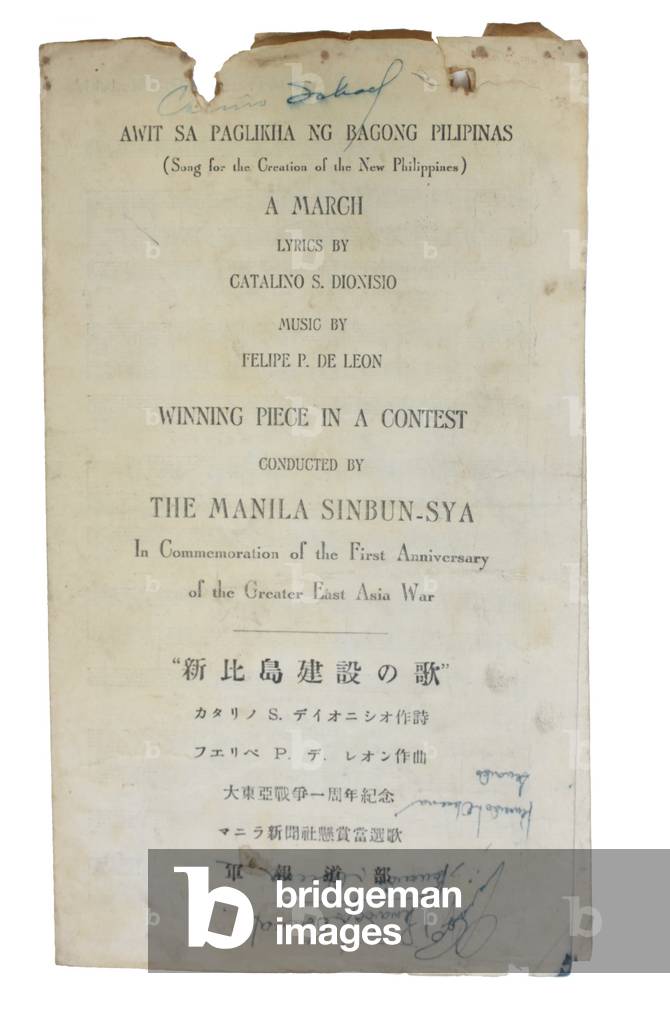 AWIT SA PAGLIKHA NG BAGONG PILIPINAS
(Song for the Creation of the New Philippines)
A MARCH
LYRICS BY
CATALINO S. DIONISIO
MUSIC BY
FELIPE P. DE LEON
WINNING PIECE IN A CONTEST
CONDUCTED BY
THE MANILA SINBUN-SYA
In Commemoration of the First Anniversary
of the Greater East Asia War
“新比島建設の歌”
カタリノ S. デイオニシオ作詩
フエリペ P. デ. レオン作曲
大東亞戰爭一周年紀念
マニラ新聞社懸賞當選歌
軍報道部
b bridgeman
images